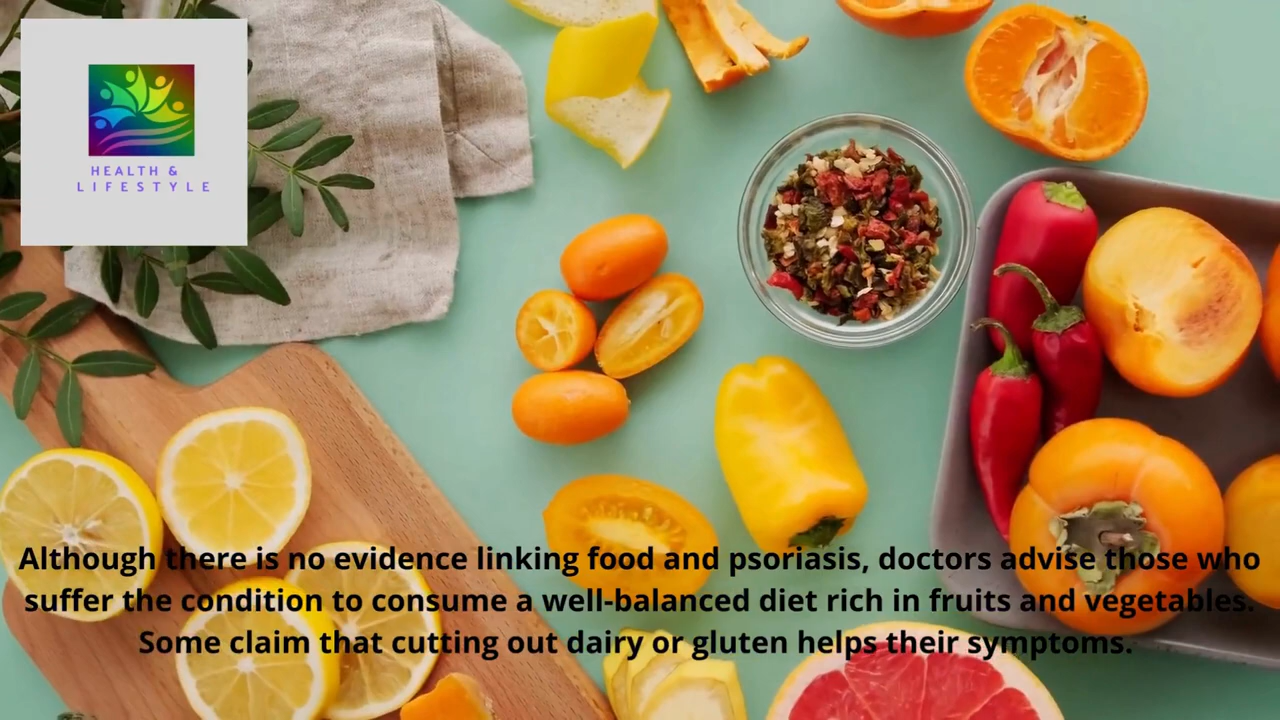 HEALTH &
LIFESTYLE
Although there is no evidence linking food and psoriasis, doctors advise those who
suffer the condition to consume a well-balanced diet rich in fruits and vegetables.
Some claim that cutting out dairy or gluten helps their symptoms.